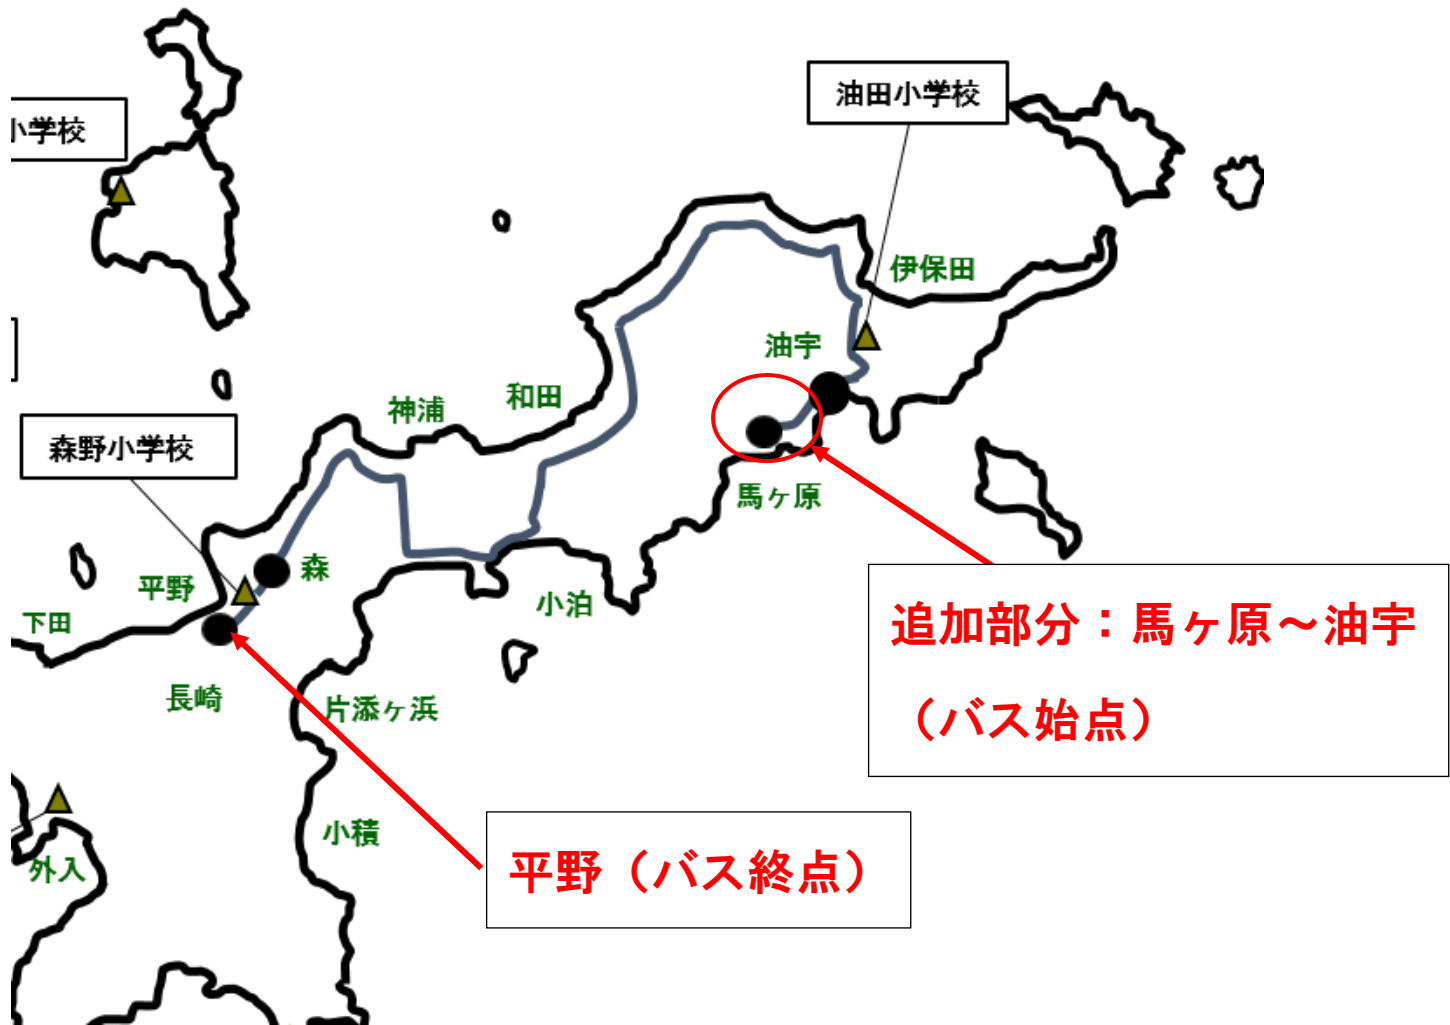 油田小学校
小学校
伊保田
油宇
和田
神浦
森野小学校
馬ヶ原
森
平野
小泊
下田
追加部分：馬ヶ原～油宇
（バス始点）
長崎
片添ヶ浜
小積
平野（バス終点）
外入